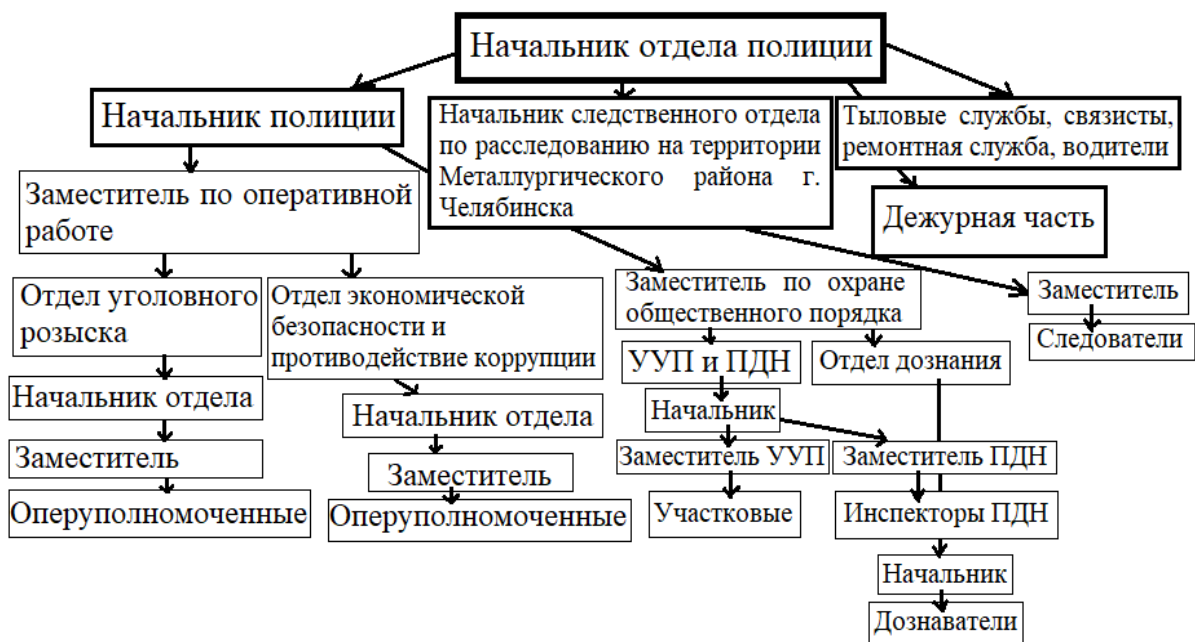 Начальник отдела полиции
Начальник полиции
Начальник следственного отдела
по расследованию на территории
Металлургического района г.
Челябинска
Тыловые службы, связисты,
ремонтная служба, водители
Дежурная часть
Заместитель по оперативной
работе
Отдел уголовного
розыска
Отдел экономической
безопасности и
противодействие коррупции
Заместитель по охране
общественного порядка
Заместитель
Следователи
УУП и ПДН
Отдел дознания
Начальник отдела
Начальник отдела
Начальник
Заместитель
Заместитель
Заместитель УУП
Заместитель ПДН
Оперуполномоченные
Оперуполномоченные
Участковые
Инспекторы ПДН
Начальник
Дознаватели